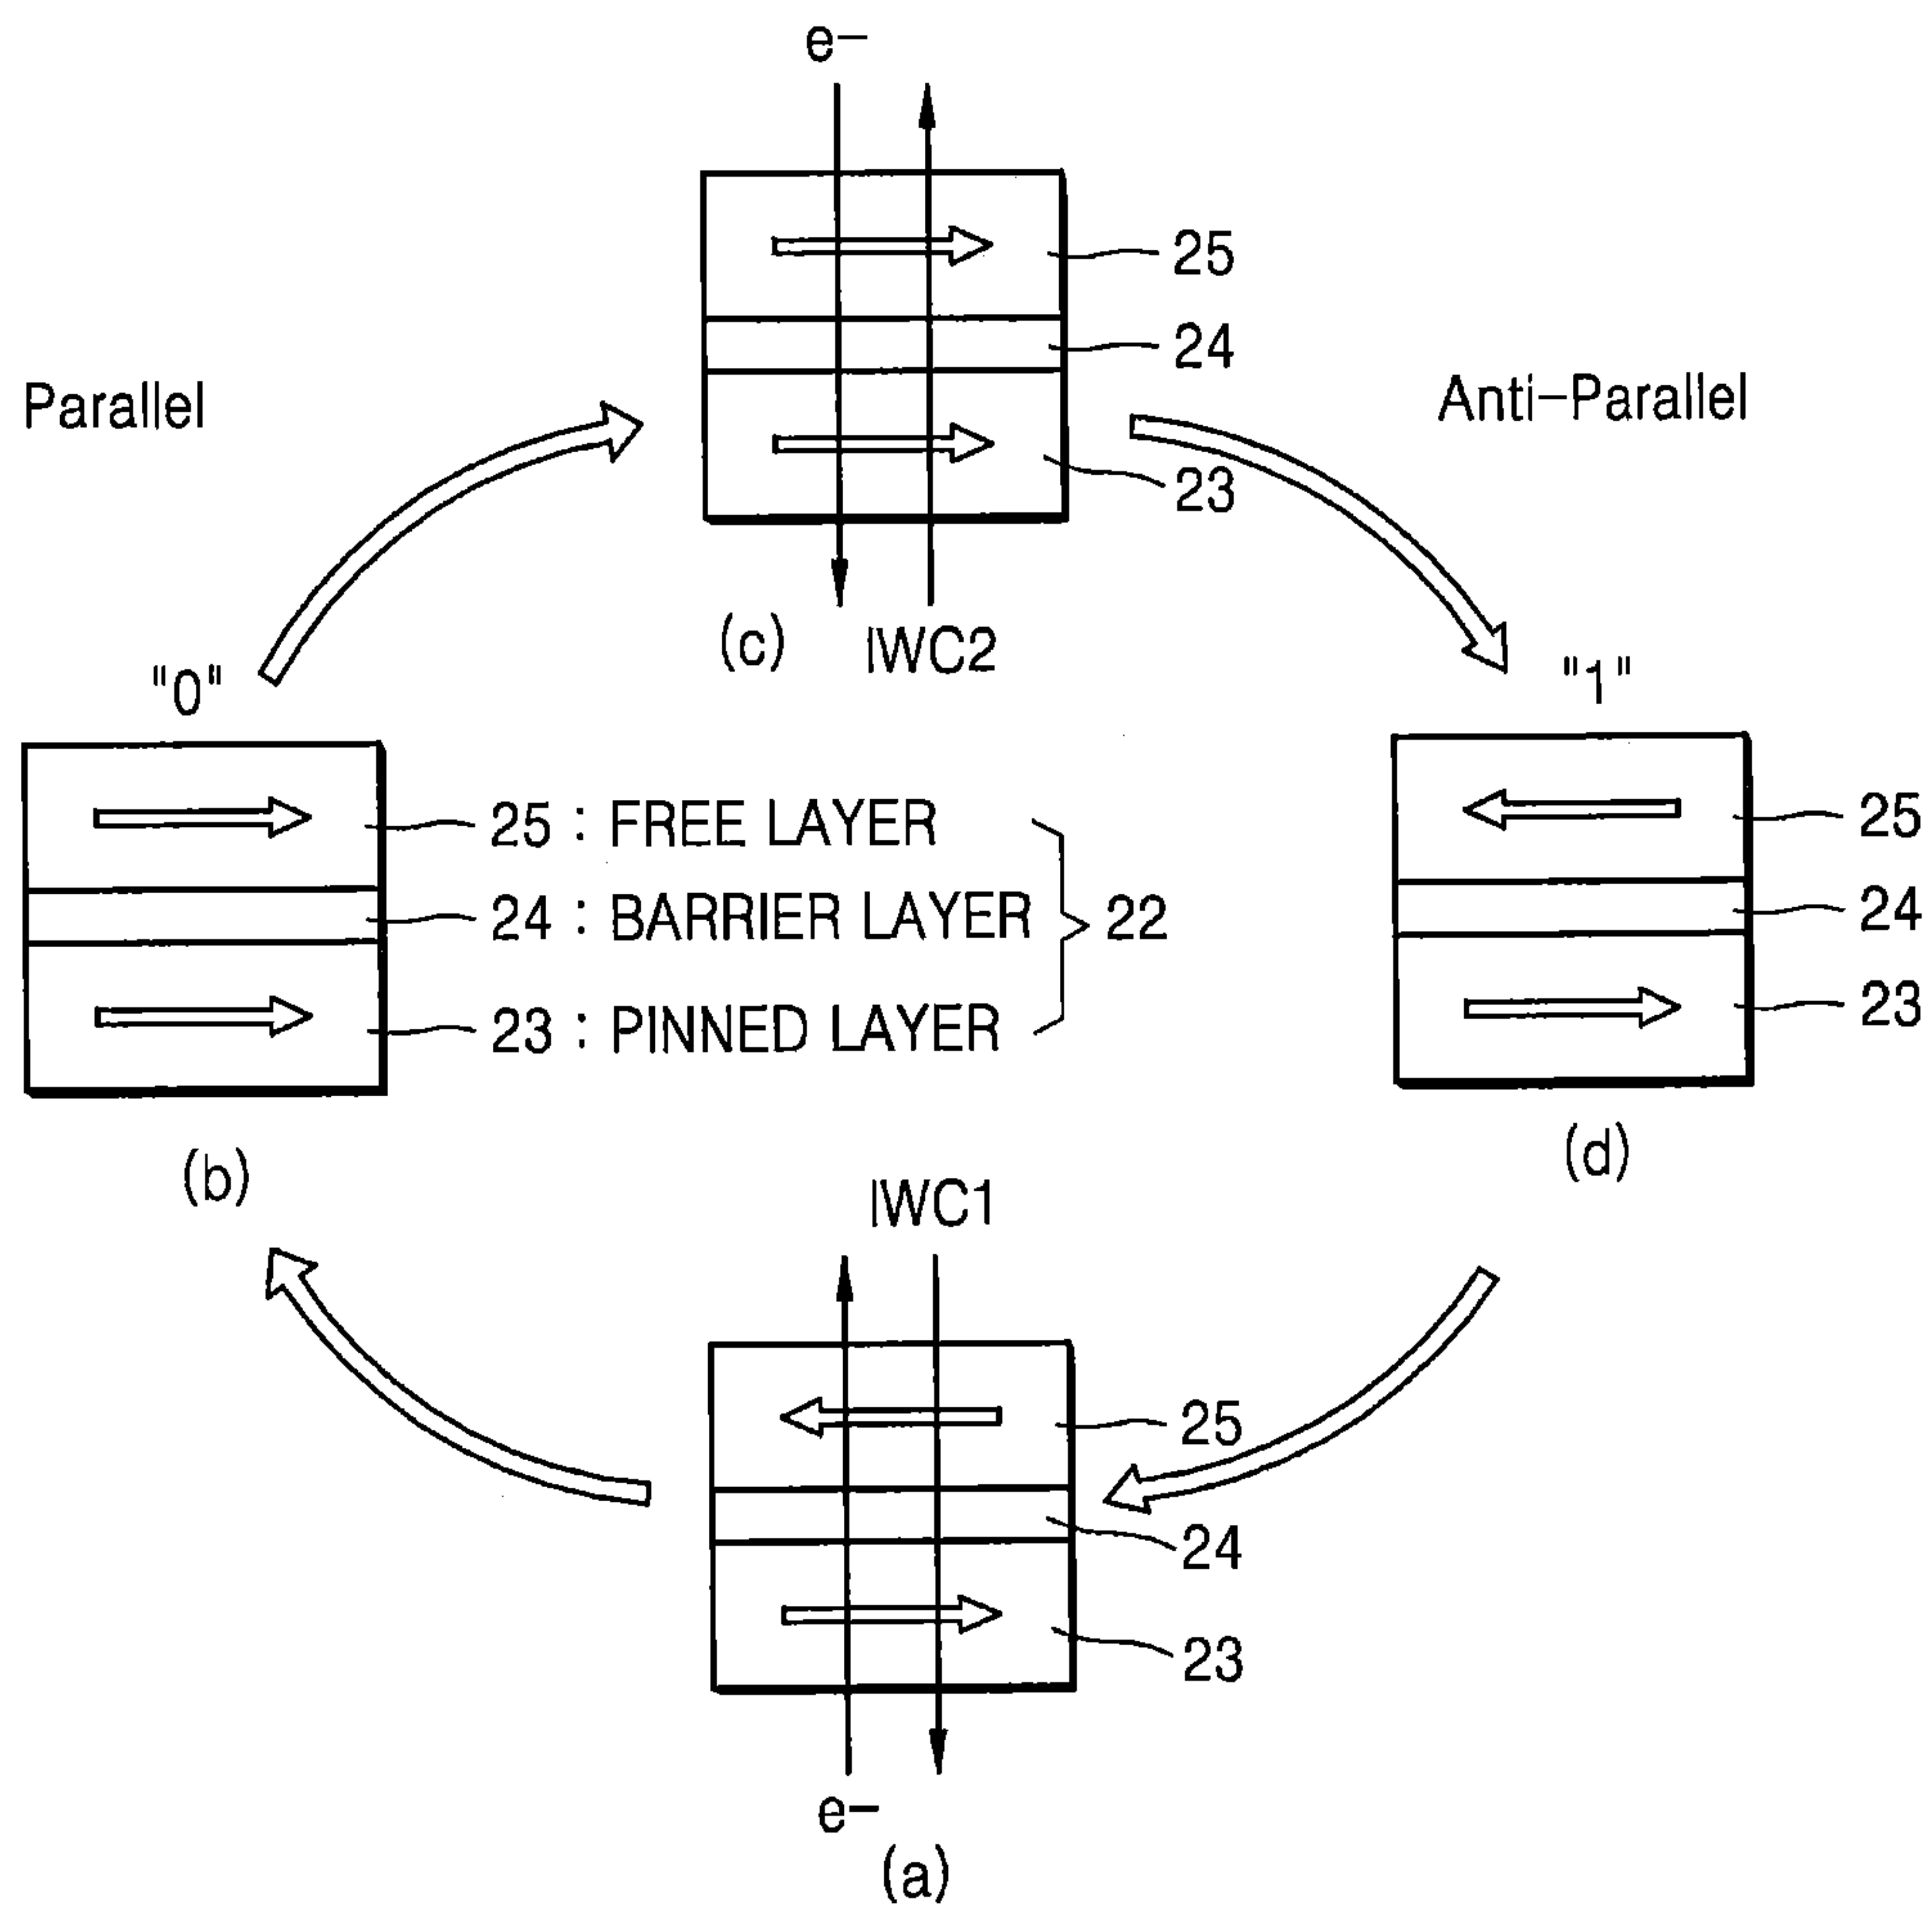 e-
25
24
Parallel
Anti-Parallel
23
(c) IWC2
"0"
"1"
25 : FREE LAYER
25
24 : BARRIER LAYER
22
24
23 : PINNED LAYER
23
(b)
(d)
IWC1
25
24
23
e-
(a)